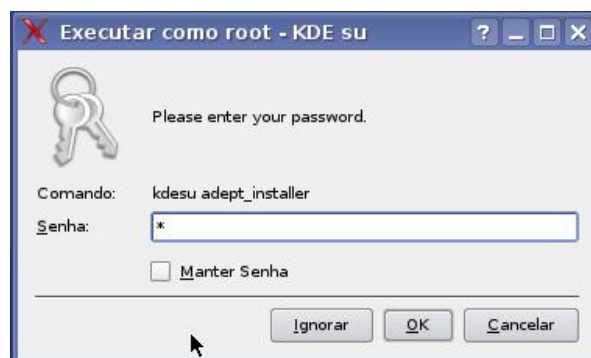 Executar como root - KDE su
Please enter your password.
Comando: kdesu adept_installer
Senha: *
Manter Senha
Ignorar OK Cancelar